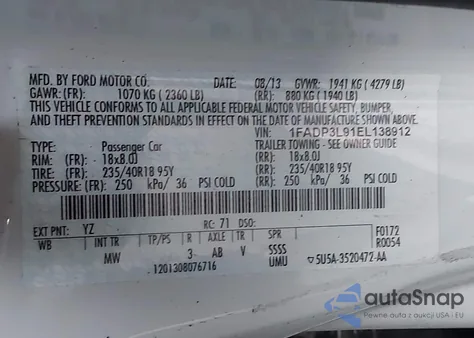 MFD. BY FORD MOTOR CO. DATE: 08/13 GVWR: 1941 KG ( 4279 LB)
GAWR: (FR): 1070 KG ( 2360 LB) (RR): 880 KG ( 1940 LB)
THIS VEHICLE CONFORMS TO ALL APPLICABLE FEDERAL MOTOR VEHICLE SAFETY, BUMPER,
AND THEFT PREVENTION STANDARDS IN EFFECT ON THE DATE OF MANUFACTURE SHOWN ABOVE.
VIN: 1FADP3L91EL138912
TYPE: Passenger Car TRAILER TOWING - SEE OWNER GUIDE
RIM: (FR) - 18x8.0J (RR): 18x8.0J
TIRE: (FR): 235/40R18 95Y (RR): 235/40R18 95Y
PRESSURE: (FR): 250 kPa/ 36 PSI COLD (RR): 250 kPa/ 36 PSI COLD
EXT PNT: YZ RC: 71 DSO: F0172
WB INT TR TP/PS R AXLE TR SPR R0054
MW 3 AB V SSSS
1201308076716 UMU 5U5A-3520472-AA
autoSnap
Pewne auta z aukcji USA - EU